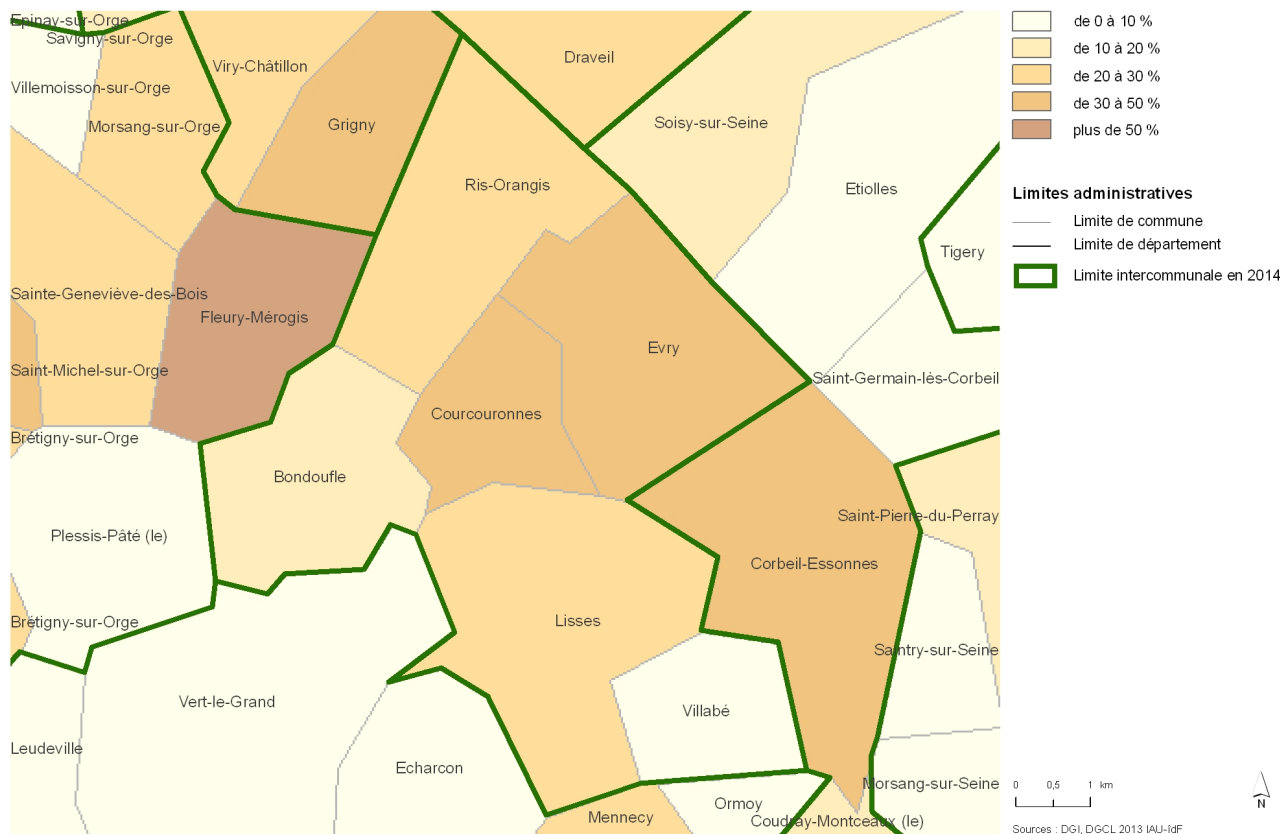 Epinay-sur-Orge
Savigny-sur-Orge
Viry-Châtillon
Draveil
Villemoisson-sur-Orge
Morsang-sur-Orge
Grigny
Soisy-sur-Seine
Ris-Orangis
Etiolles
Tigery
Sainte-Geneviève-des-Bois
Fleury-Mérogis
Evry
Saint-Michel-sur-Orge
Saint-Germain-lès-Corbeil
Courcouronnes
Brétigny-sur-Orge
Bondoufle
Saint-Pierre-du-Perray
Plessis-Pâté (le)
Corbeil-Essonnes
Brétigny-sur-Orge
Lisses
Saintry-sur-Seine
Vert-le-Grand
Villabé
Leudeville
Echarcon
Morsang-sur-Seine
Ormoy
Mennecy
Coudray-Montceaux (le)
de 0 à 10 %
de 10 à 20 %
de 20 à 30 %
de 30 à 50 %
plus de 50 %
Limites administratives
Limite de commune
Limite de département
Limite intercommunale en 2014
0 0,5 1 km
N
Sources : DGI, DGCL 2013 IAU-îdF